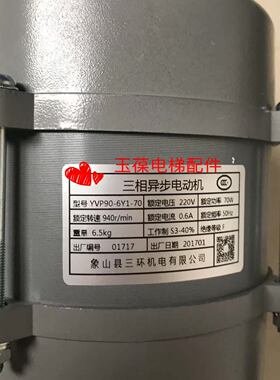 玉葆电梯配件
三相异步电动机
型号 YVP90-6Y1-70 额定电压 220V 额定功率 70W
额定转速 940r/min 额定电流 0.6A 额定频率 50Hz
重量 6.5kg 工作制 S3-40% 绝缘等级 F
出厂编号 01717 出厂日期 201701
象山县三环机电有限公司